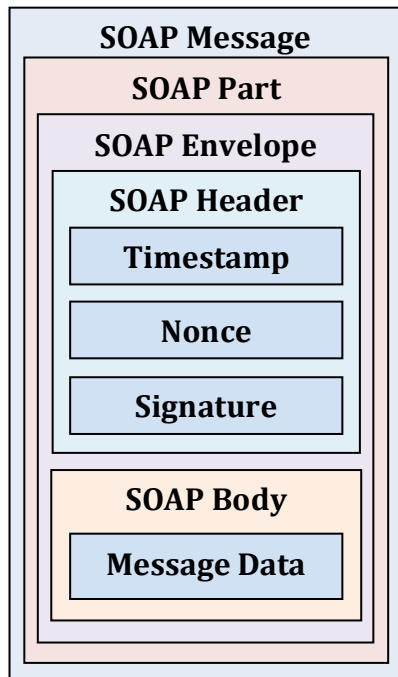 SOAP Message
SOAP Part
SOAP Envelope
SOAP Header
Timestamp
Nonce
Signature
SOAP Body
Message Data